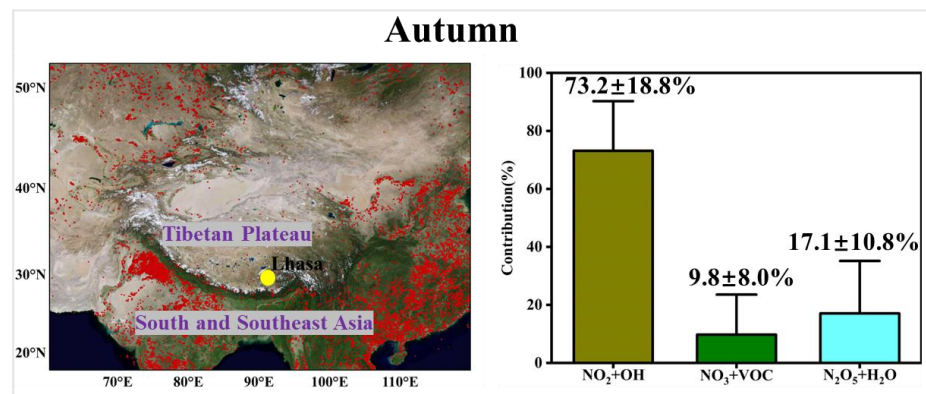 Autumn
50°N
40°N
30°N
20°N
70°E
80°E
90°E
100°E
110°E
Tibetan Plateau
Lhasa
South and Southeast Asia
Contribution(%)
100
80
60
40
20
0
73.2±18.8%
9.8±8.0%
17.1±10.8%
NO₂+OH
NO₃+VOC
N₂O₅+H₂O